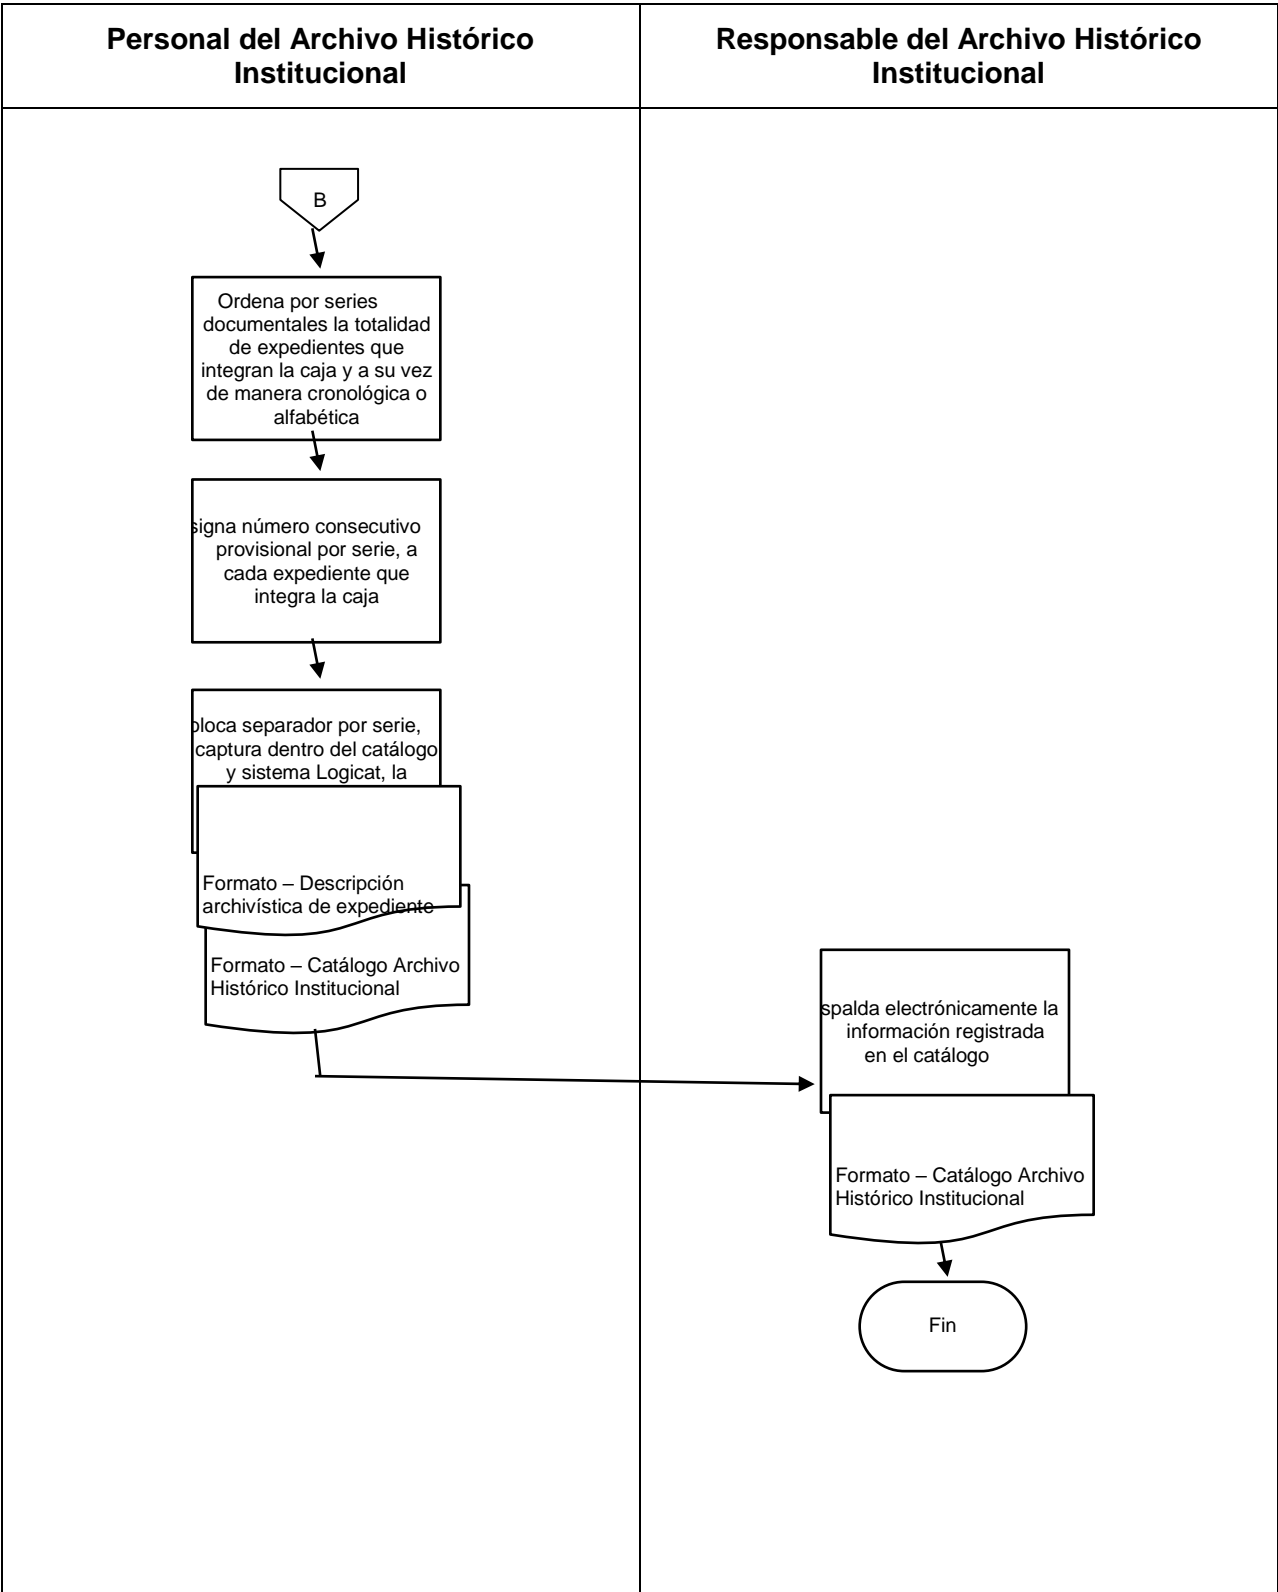 Personal del Archivo Histórico
Institucional
Responsable del Archivo Histórico
Institucional
B
Ordena por series
documentales la totalidad
de expedientes que
integran la caja y a su vez
de manera cronológica o
alfabética
signa número consecutivo
provisional por serie, a
cada expediente que
integra la caja
oloca separador por serie,
captura dentro del catálogo
y sistema Logicat, la
Formato – Descripción
archivística de expediente
Formato – Catálogo Archivo
Histórico Institucional
spalda electrónicamente la
información registrada
en el catálogo
Formato – Catálogo Archivo
Histórico Institucional
Fin